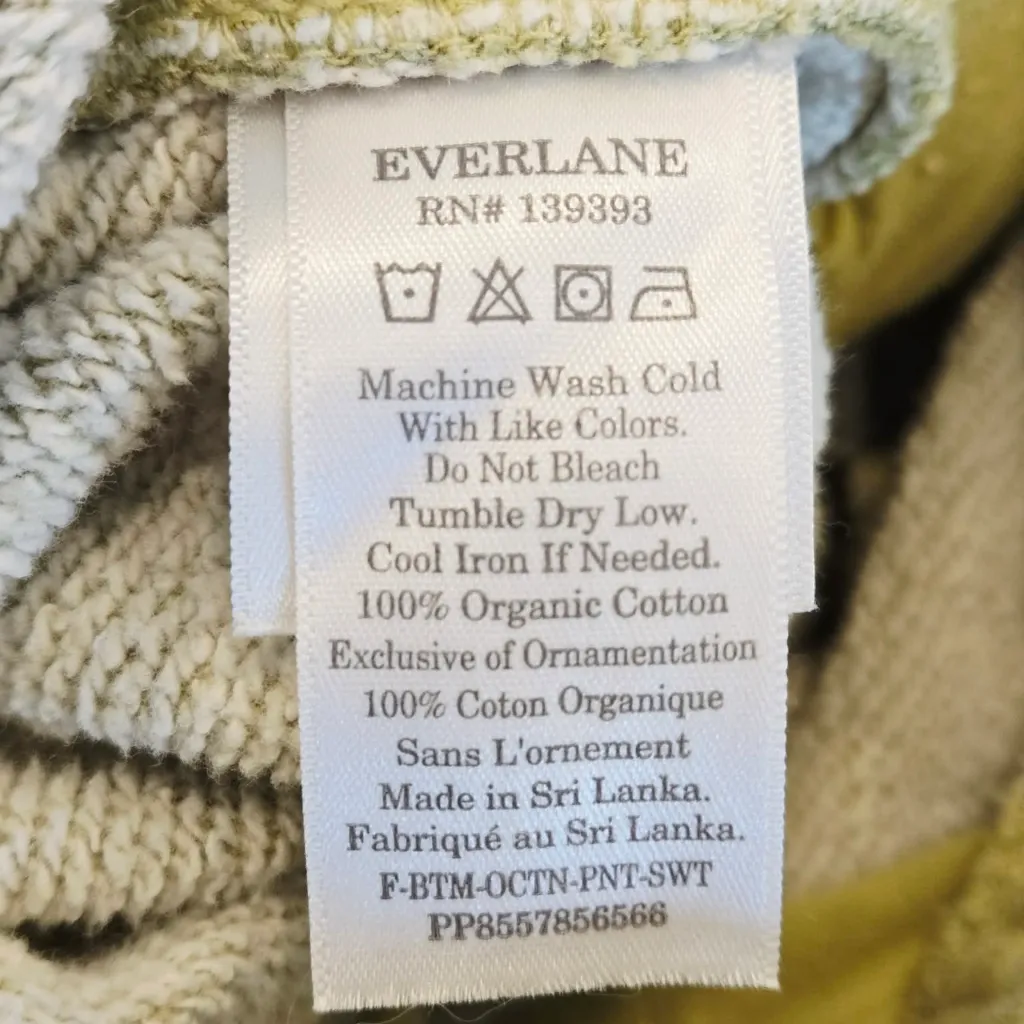 EVERLANE
RN# 139393
Machine Wash Cold
With Like Colors.
Do Not Bleach
Tumble Dry Low.
Cool Iron If Needed.
100% Organic Cotton
Exclusive of Ornamentation
100% Coton Organique
Sans L'ornement
Made in Sri Lanka.
Fabriqué au Sri Lanka.
F-BTM-OCTN-PNT-SWT
PP8557856566